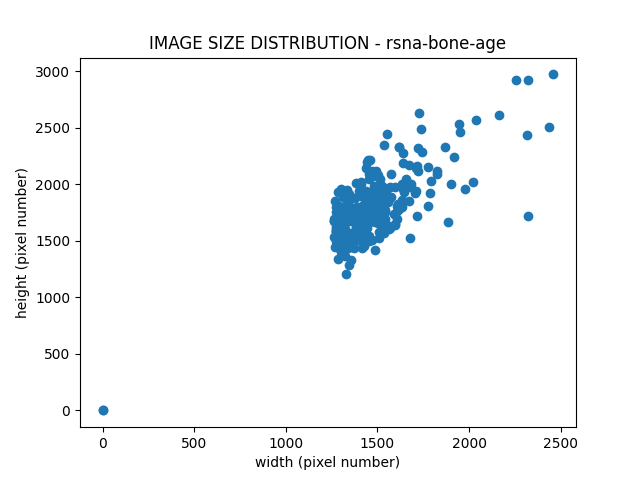 IMAGE SIZE DISTRIBUTION - rsna-bone-age
3000
2500
2000
1500
1000
500
0
height (pixel number)
0 500 1000 1500 2000 2500
width (pixel number)